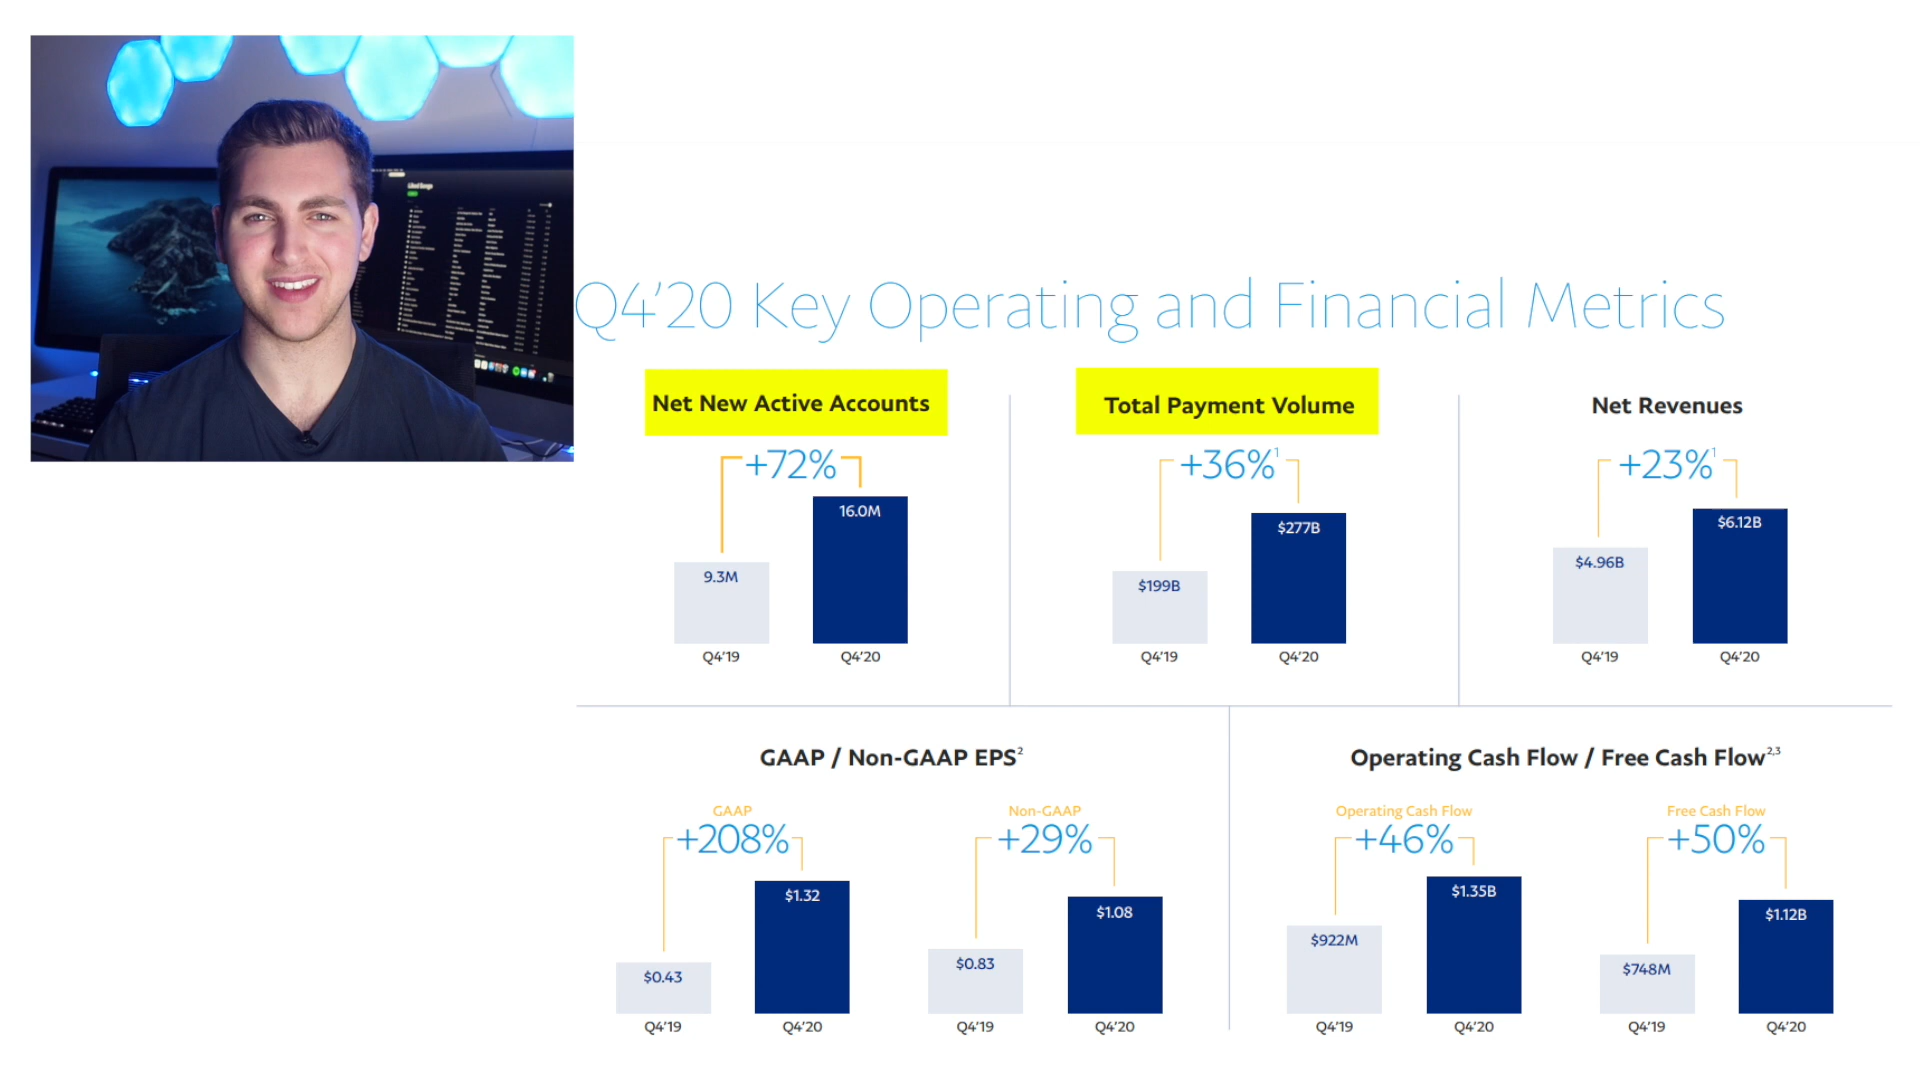 Liked Songs
Q4'20 Key Operating and Financial Metrics
Net New Active Accounts
+72%
9.3M
16.0M
Q4'19
Q4'20
Total Payment Volume
+36%¹
$199B
$277B
Q4'19
Q4'20
Net Revenues
+23%¹
$4.96B
$6.12B
Q4'19
Q4'20
GAAP / Non-GAAP EPS²
GAAP
+208%
$0.43
$1.32
Q4'19
Q4'20
Non-GAAP
+29%
$0.83
$1.08
Q4'19
Q4'20
Operating Cash Flow / Free Cash Flow²,³
Operating Cash Flow
+46%
$922M
$1.35B
Q4'19
Q4'20
Free Cash Flow
+50%
$748M
$1.12B
Q4'19
Q4'20